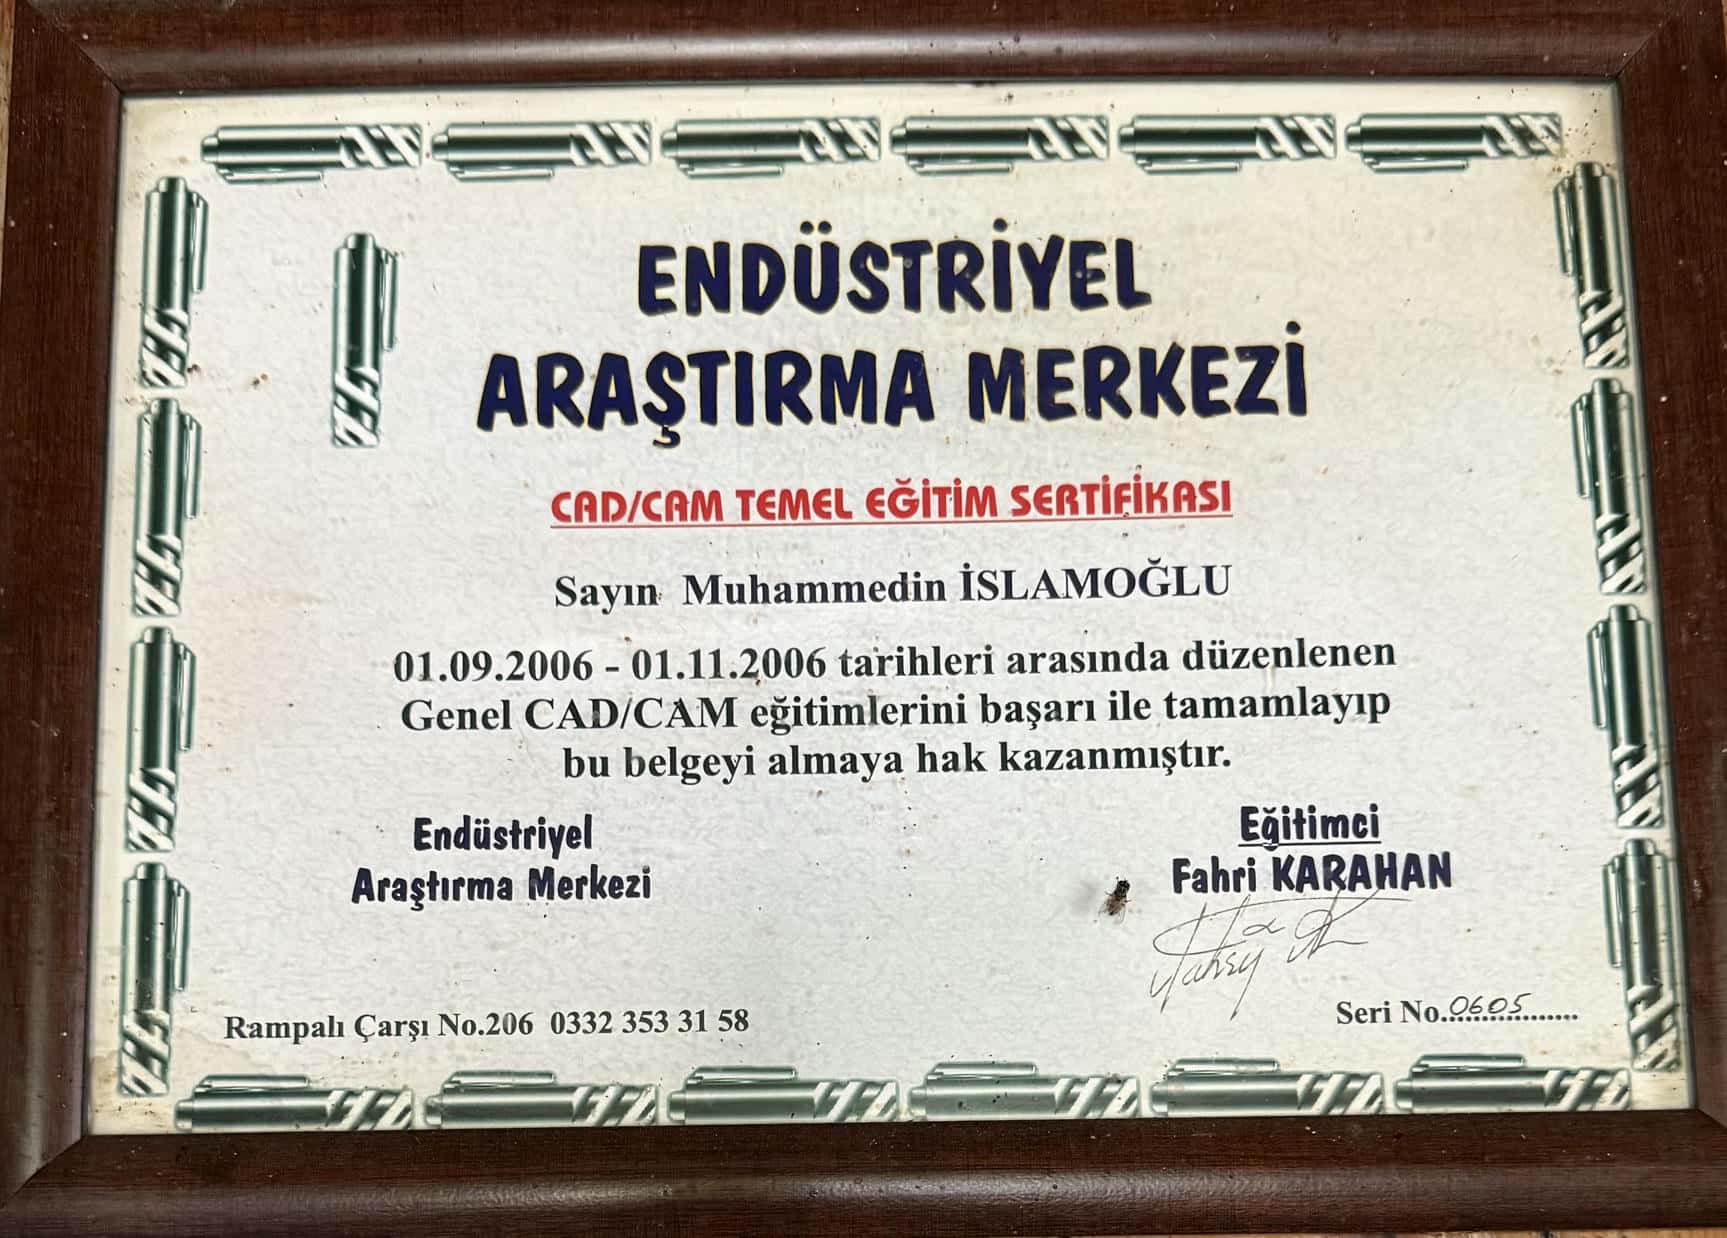 ENDÜSTRİYEL
ARAŞTIRMA MERKEZİ
CAD/CAM TEMEL EĞİTİM SERTİFİKASI
Sayın Muhammedin İSLAMOĞLU
01.09.2006 - 01.11.2006 tarihleri arasında düzenlenen
Genel CAD/CAM eğitimlerini başarı ile tamamlayıp
bu belgeyi almaya hak kazanmıştır.
Endüstriyel
Araştırma Merkezi
Eğitimci
Fahri KARAHAN
Rampalı Çarşı No.206 0332 353 31 58
Seri No..0605..........